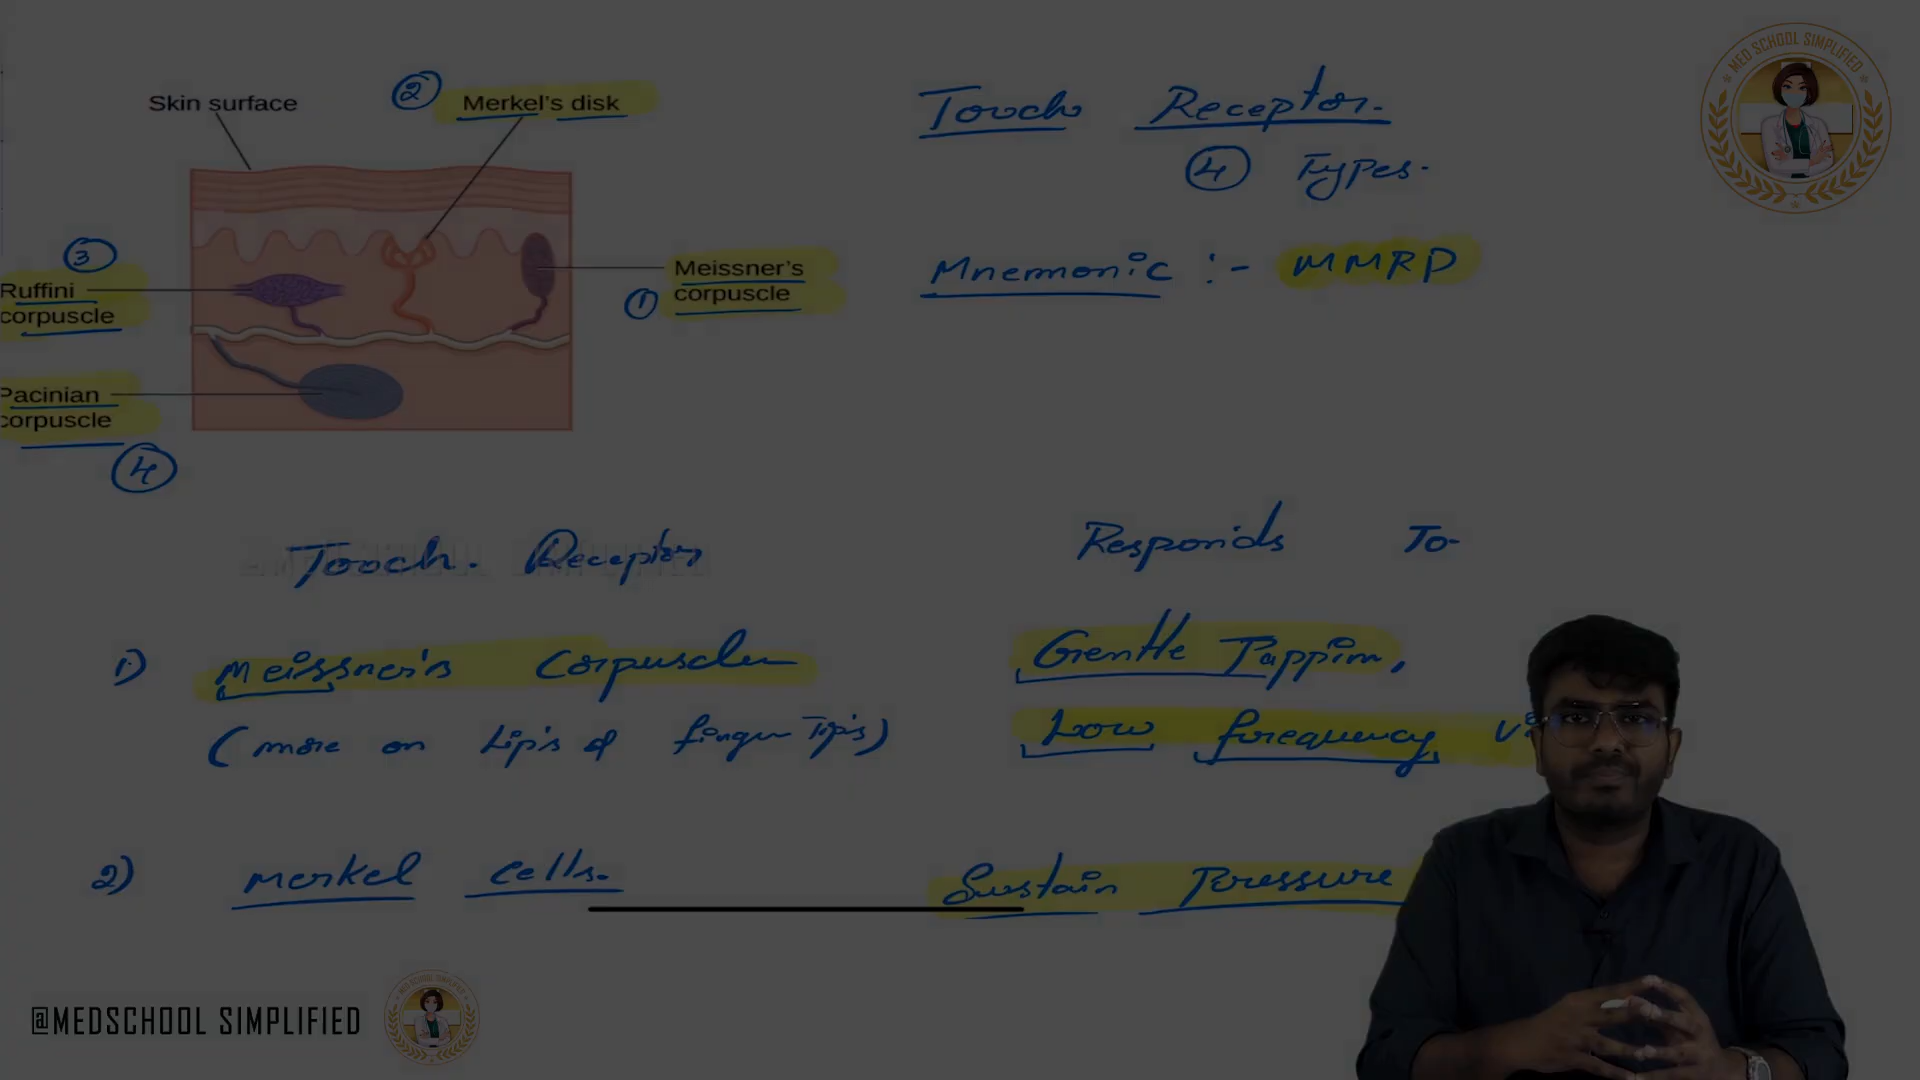 MED SCHOOL SIMPLIFIED
Skin surface
② Merkel's disk
Touch Receptor.
④ Types.
③
Ruffini
corpuscle
Meissner's
① corpuscle
Mnemonic :- MMRP
Pacinian
corpuscle
④
Touch. Receptor
Responds To-
1) Meissner's Corpuscle
Gentle Tapping,
(more on Lips & finger Tips)
Low frequency
2) Merkel Cells.
Sustain Pressure
@MEDSCHOOL SIMPLIFIED